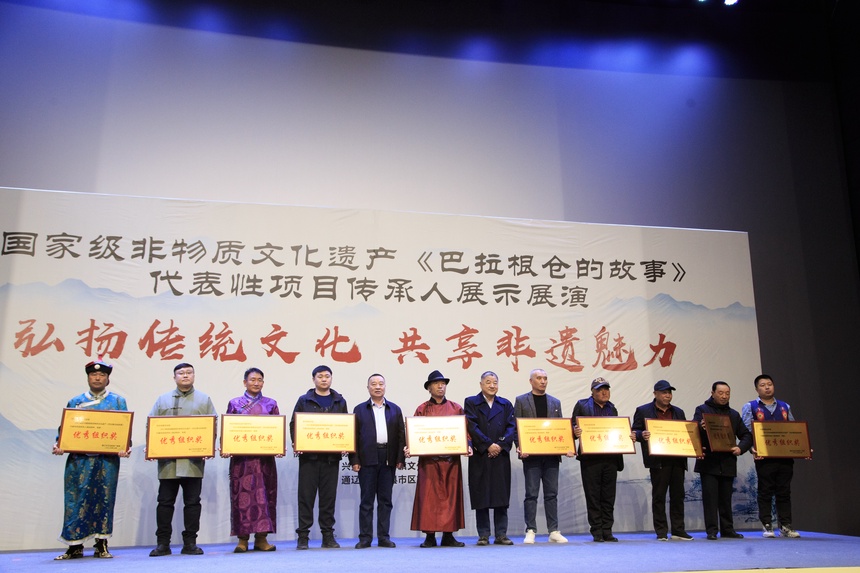 国家级非物质文化遗产《巴拉根仓的故事》
代表性项目传承人展示展演
弘扬传统文化 共享非遗魅力
优秀组织奖
优秀组织奖
优秀组织奖
优秀组织奖
优秀组织奖
优秀组织奖
优秀组织奖
优秀组织奖
优秀组织奖